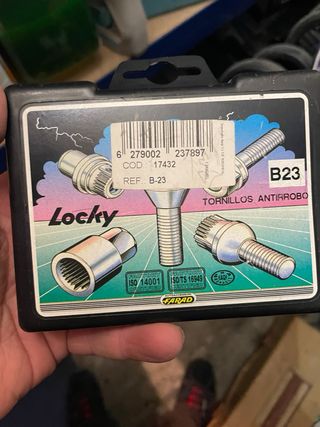 6 279002 237897
COD. 17432
REF. B-23
B23
Locky
TORNILLOS ANTIRROBO
ISO 14001
ISO/TS 16949
FARAD